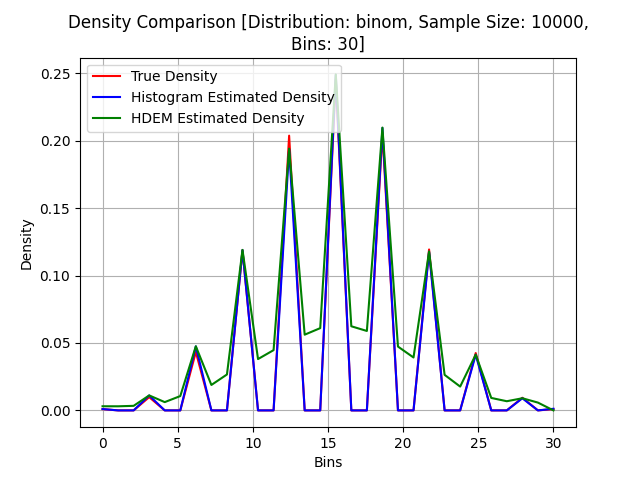 Density Comparison [Distribution: binom, Sample Size: 10000,
Bins: 30]
True Density
Histogram Estimated Density
HDEM Estimated Density
0.25
0.20
0.15
0.10
0.05
0.00
Density
0 5 10 15 20 25 30
Bins